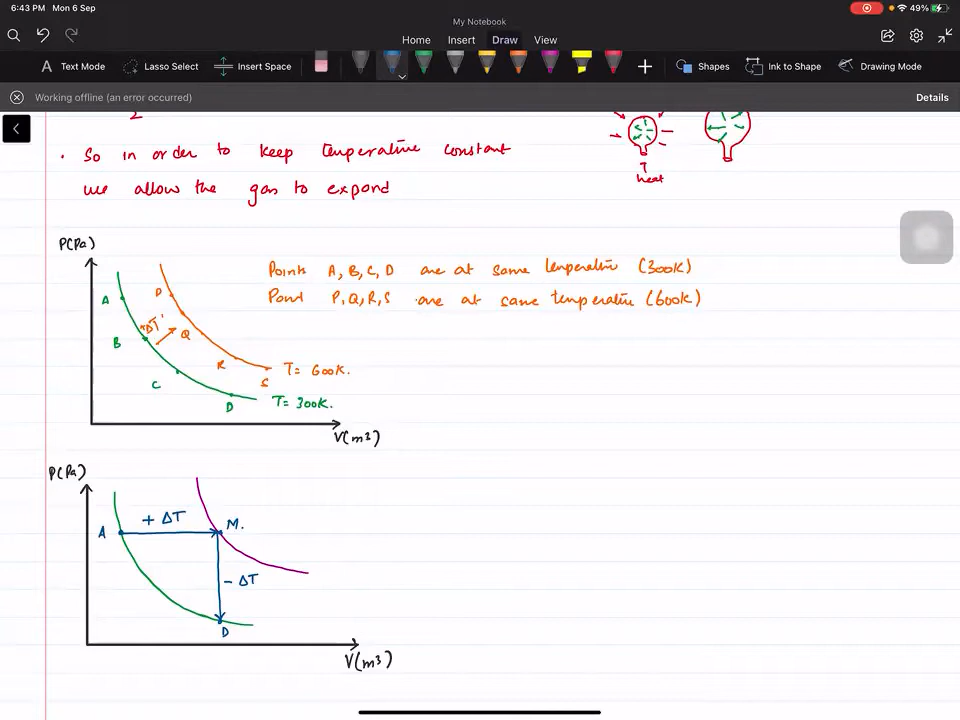 6:43 PM Mon 6 Sep
49%
My Notebook
Home Insert Draw View
Text Mode Lasso Select Insert Space Shapes Ink to Shape Drawing Mode
Working offline (an error occurred) Details
2
. So in order to keep temperature constant
we allow the gas to expand
T
heat
P(Pa)
Points A, B, C, D are at same temperature (300K)
P,Q,R,S are at same temperature (600K)
A
P
+ΔT
Q
B
R
T = 600K.
C
S
D
T = 300K.
V(m3)
P(Pa)
+ ΔT
A
M.
- ΔT
D
V(m3)